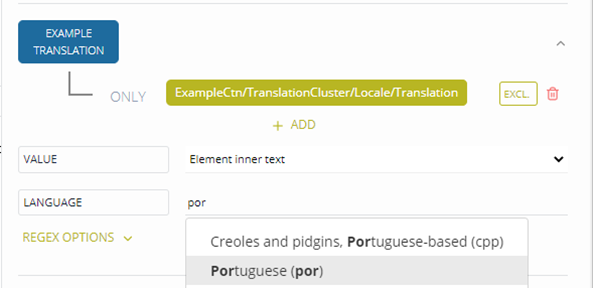 EXAMPLE
TRANSLATION
ONLY
ExampleCtn/TranslationCluster/Locale/Translation
EXCL.
+ ADD
VALUE
Element inner text
LANGUAGE
por
REGEX OPTIONS
Creoles and pidgins, Portuguese-based (cpp)
Portuguese (por)